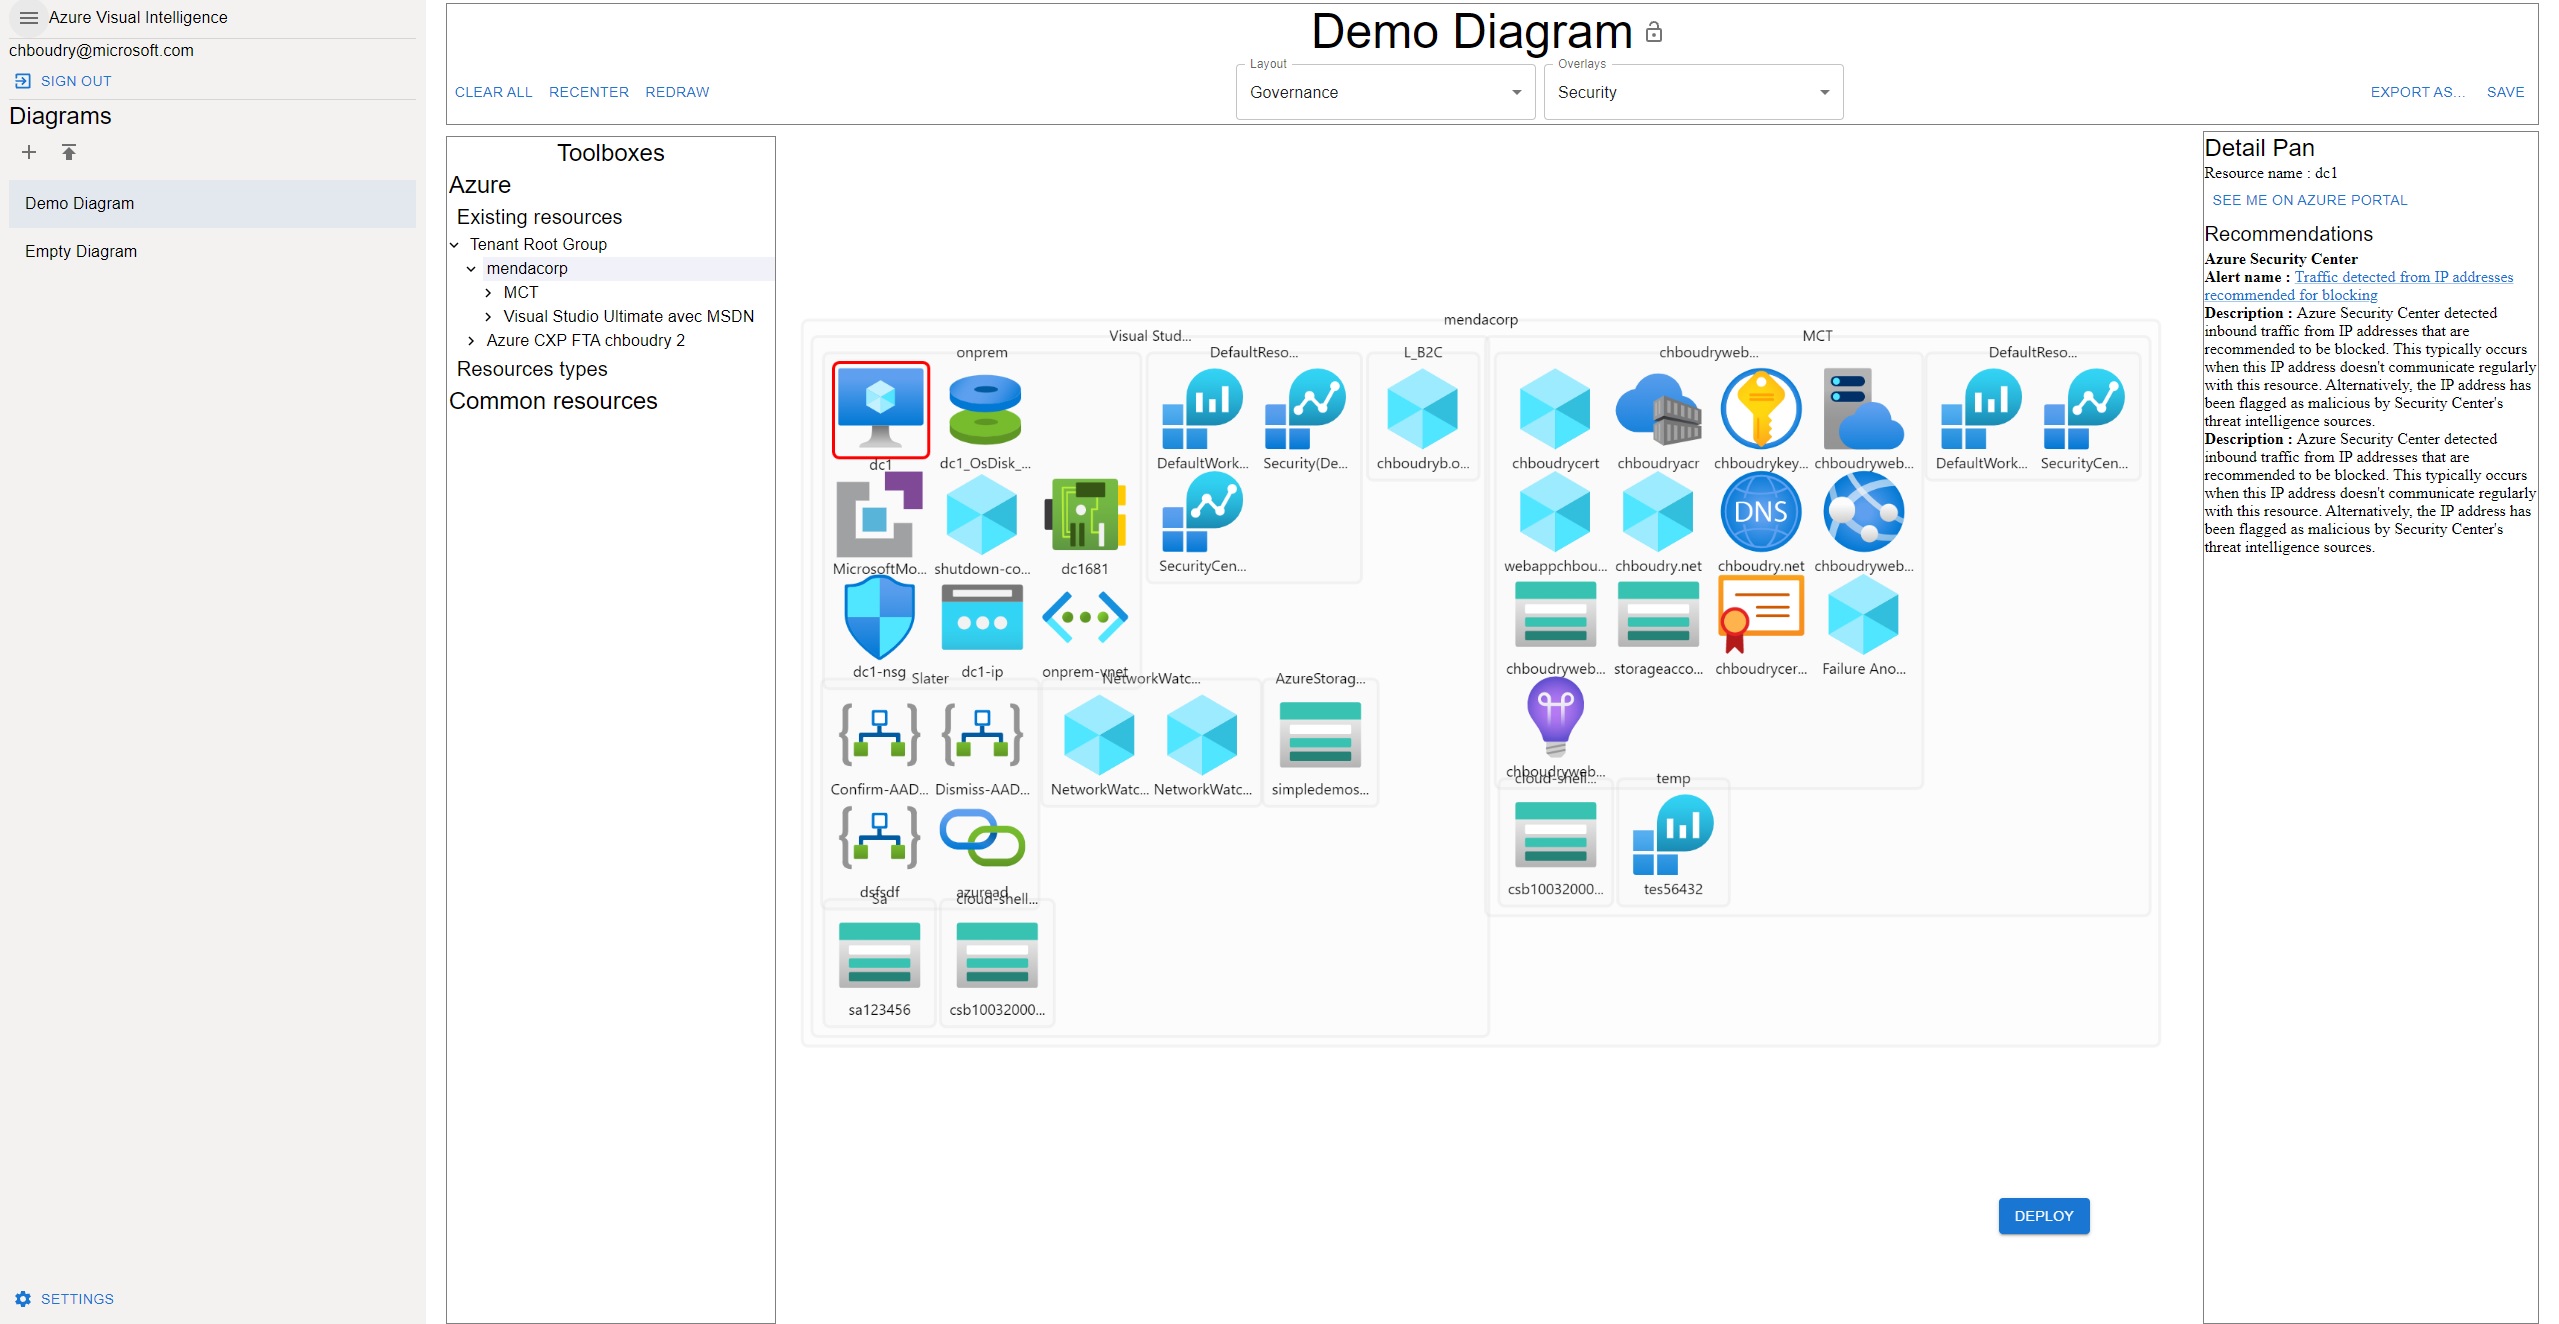 Azure Visual Intelligence
chboudry@microsoft.com
SIGN OUT
Diagrams
Demo Diagram
Empty Diagram
SETTINGS
Demo Diagram
CLEAR ALL RECENTER REDRAW
Layout
Governance
Overlays
Security
EXPORT AS... SAVE
Toolboxes
Azure
Existing resources
Tenant Root Group
mendacorp
MCT
Visual Studio Ultimate avec MSDN
Azure CXP FTA chboudry 2
Resources types
Common resources
mendacorp
Visual Stud...
onprem
dc1 dc1_OsDisk_...
MicrosoftMo... shutdown-co... dc1681
dc1-nsg dc1-ip onprem-vnet
DefaultReso...
DefaultWork... Security(De...
SecurityCen...
L_B2C
chboudryb.o...
Slater
Confirm-AAD... Dismiss-AAD...
dsfsdf azuread
NetworkWatc...
NetworkWatc... NetworkWatc...
AzureStorag...
simpledemos...
Sa
sa123456
cloud-shell...
csb10032000...
MCT
chboudryweb...
chboudrycert chboudryacr chboudrykey... chboudryweb...
webappchbou... chboudry.net chboudry.net chboudryweb...
DNS
chboudryweb... storageacco... chboudrycer... Failure Ano...
chboudryweb...
DefaultReso...
DefaultWork... SecurityCen...
cloud-shell...
csb10032000...
temp
tes56432
DEPLOY
Detail Pan
Resource name : dc1
SEE ME ON AZURE PORTAL
Recommendations
Azure Security Center
Alert name : Traffic detected from IP addresses
recommended for blocking
Description : Azure Security Center detected
inbound traffic from IP addresses that are
recommended to be blocked. This typically occurs
when this IP address doesn't communicate regularly
with this resource. Alternatively, the IP address has
been flagged as malicious by Security Center's
threat intelligence sources.
Description : Azure Security Center detected
inbound traffic from IP addresses that are
recommended to be blocked. This typically occurs
when this IP address doesn't communicate regularly
with this resource. Alternatively, the IP address has
been flagged as malicious by Security Center's
threat intelligence sources.